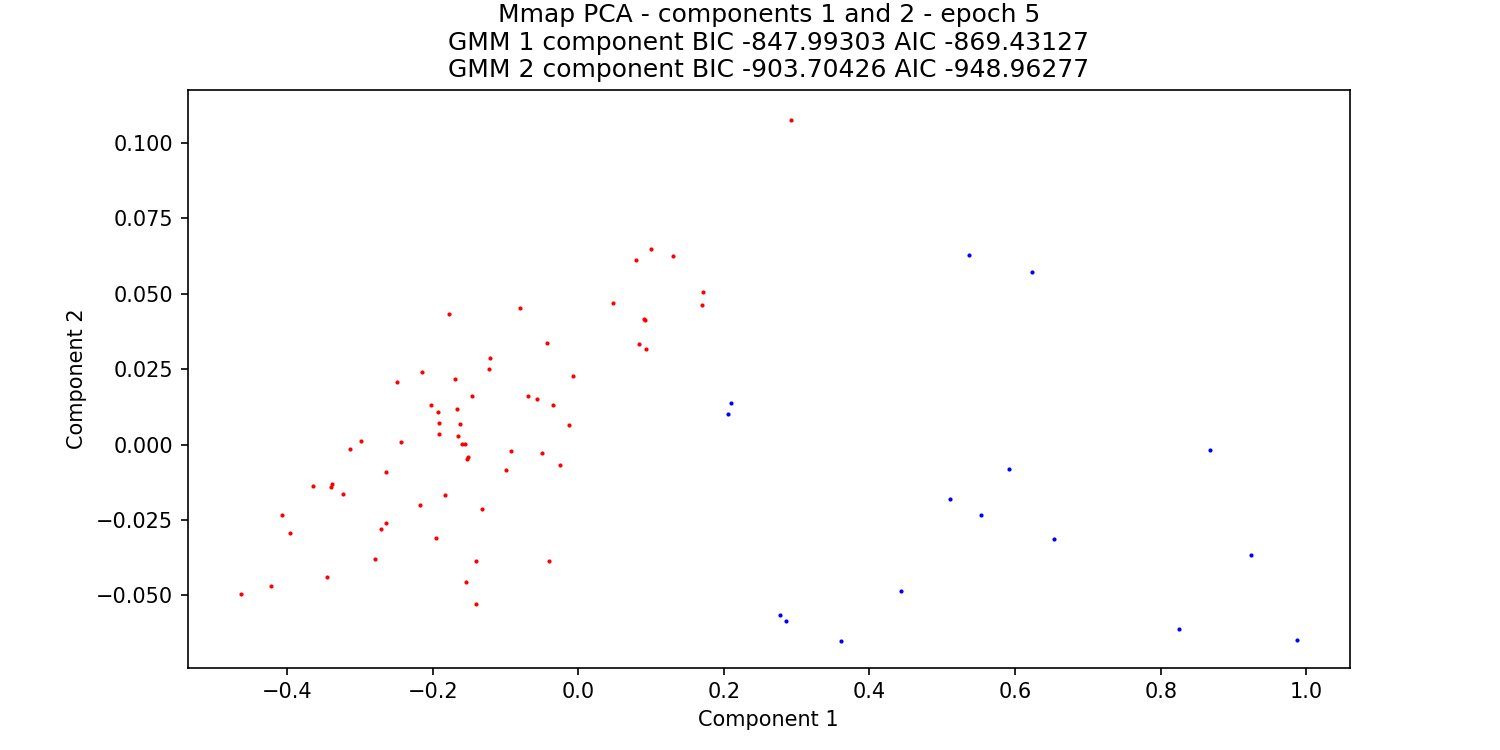 Mmap PCA - components 1 and 2 - epoch 5
GMM 1 component BIC -847.99303 AIC -869.43127
GMM 2 component BIC -903.70426 AIC -948.96277
0.100
0.075
0.050
0.025
0.000
−0.025
−0.050
Component 2
−0.4 −0.2 0.0 0.2 0.4 0.6 0.8 1.0
Component 1